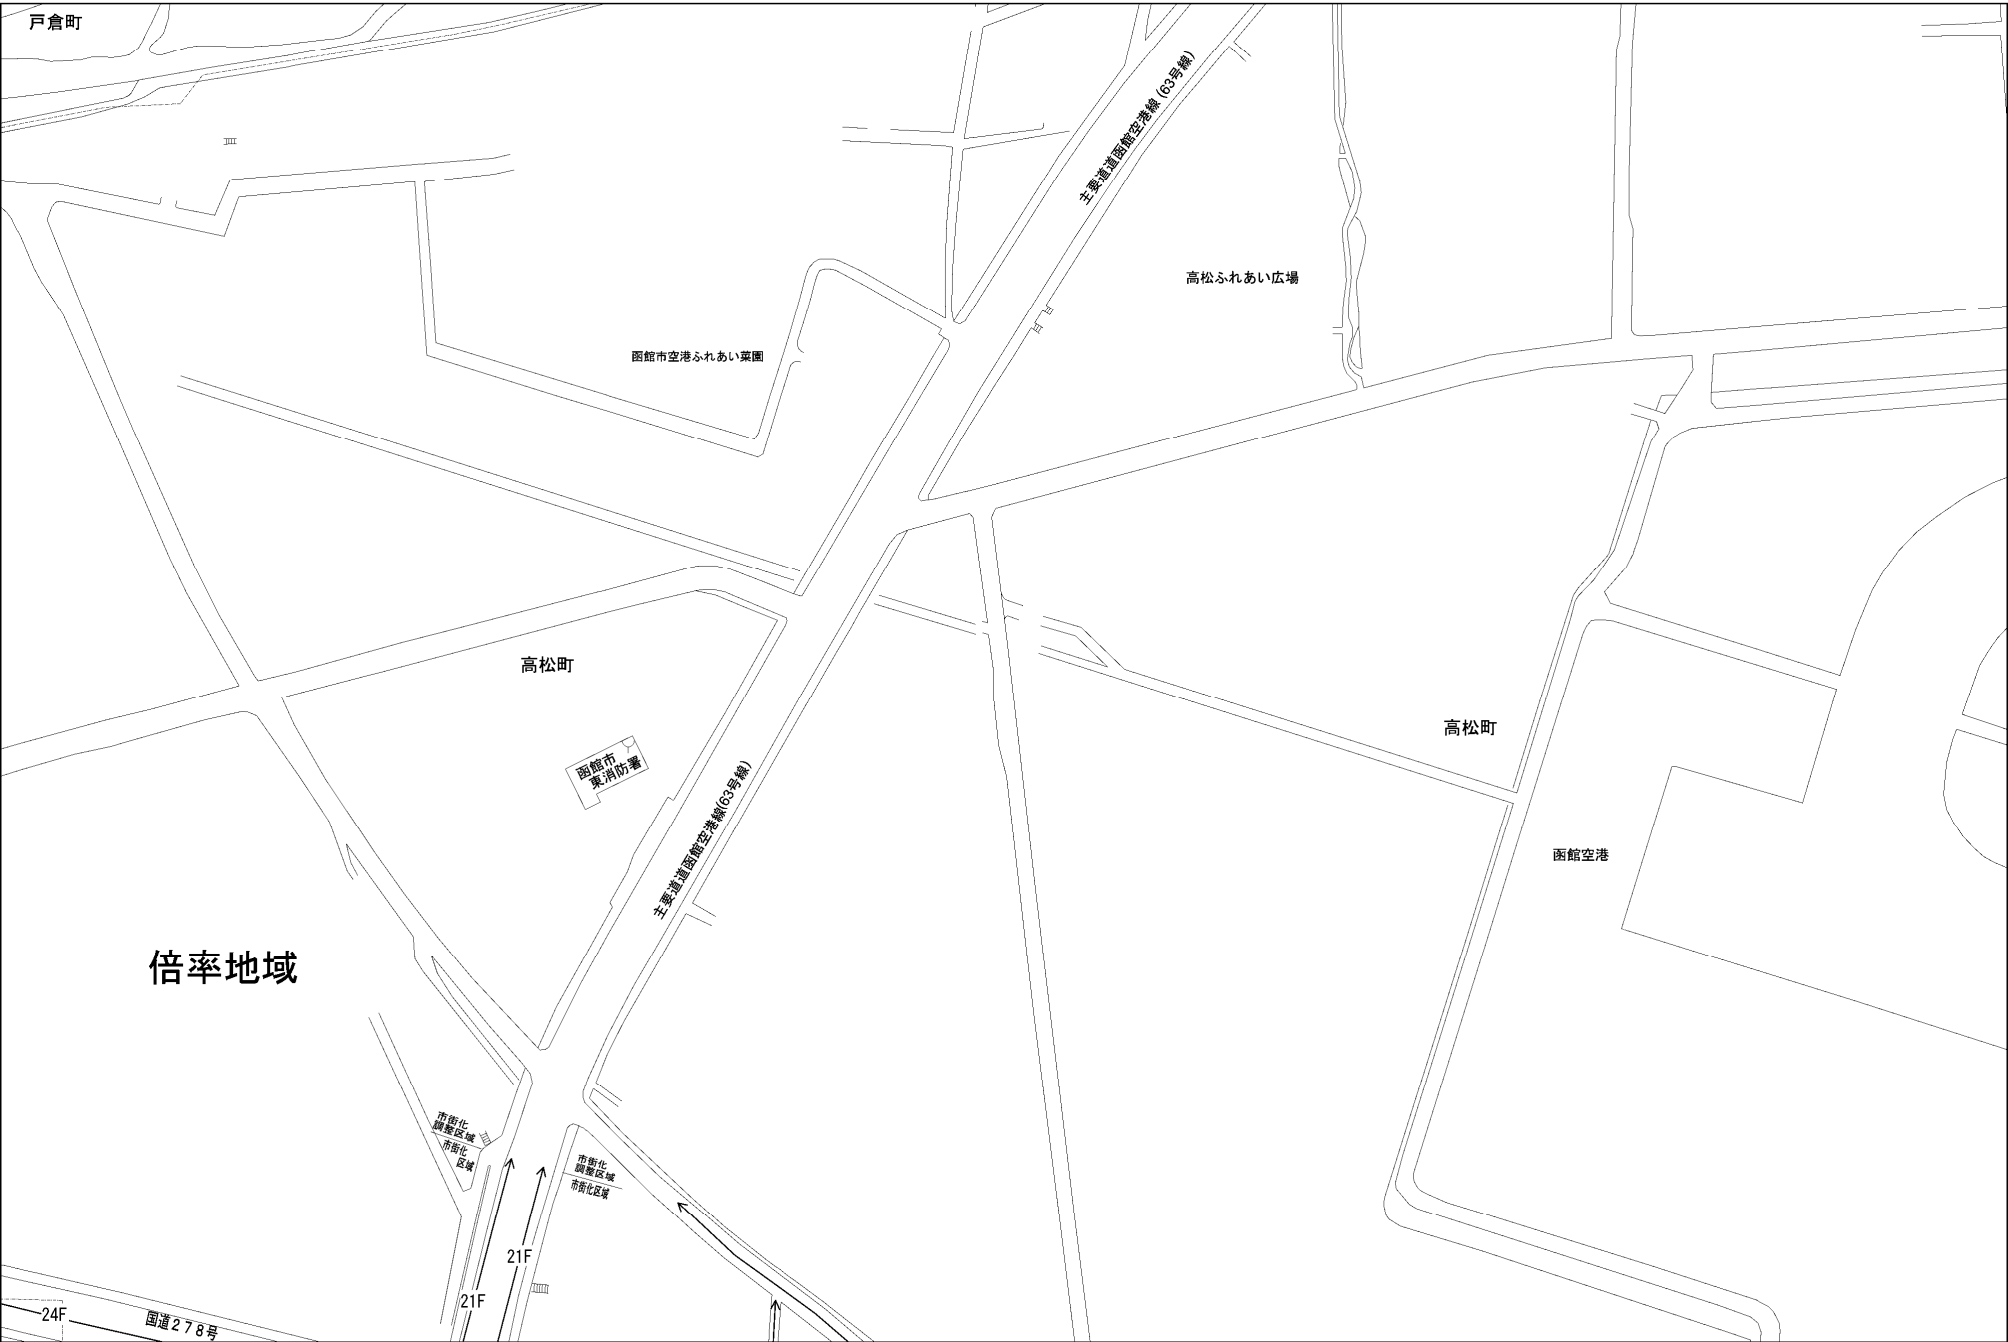 戸倉町
主要道道函館空港線(63号線)
高松ふれあい広場
函館市空港ふれあい菜園
高松町
高松町
函館市
東消防署
主要道道函館空港線(63号線)
函館空港
倍率地域
市街化
調整区域
市街化
区域
市街化
調整区域
市街化区域
21F
21F
24F
国道278号